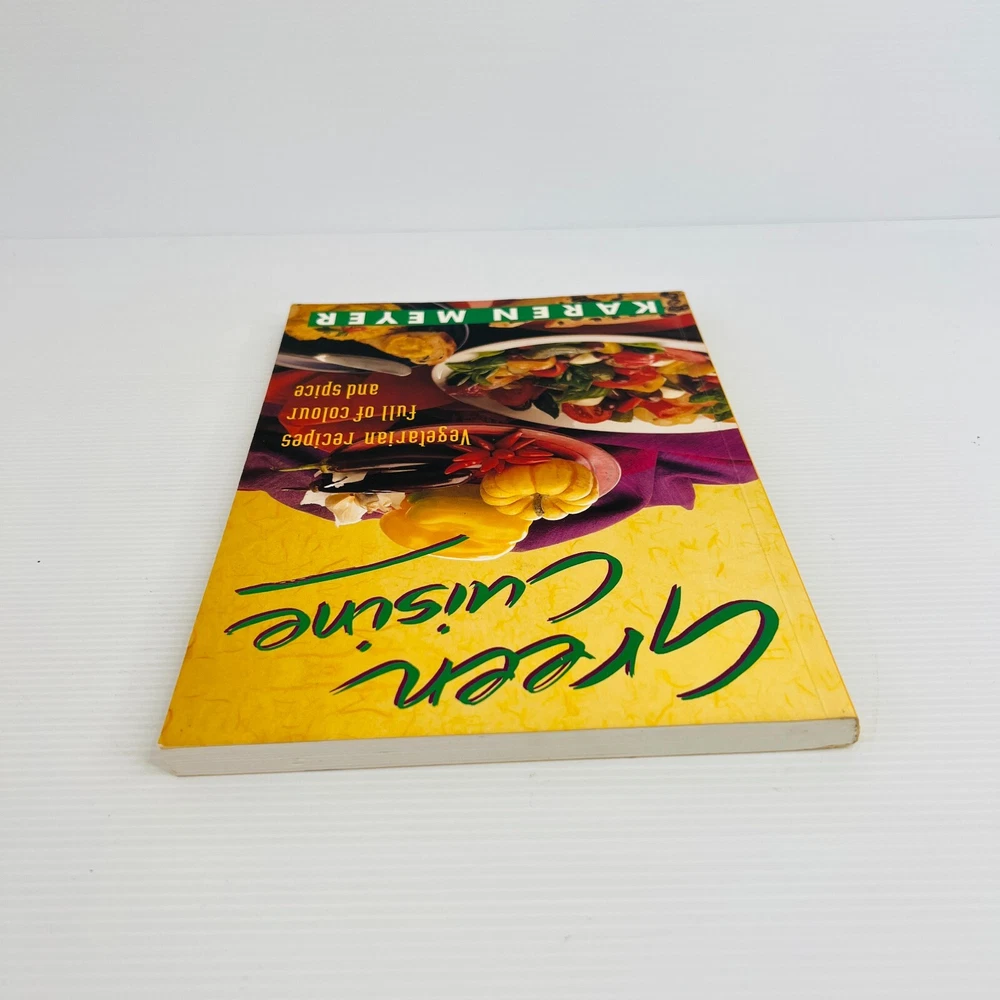 Green
Cuisine
Vegetarian recipes
full of colour
and spice
KAREN MEYER